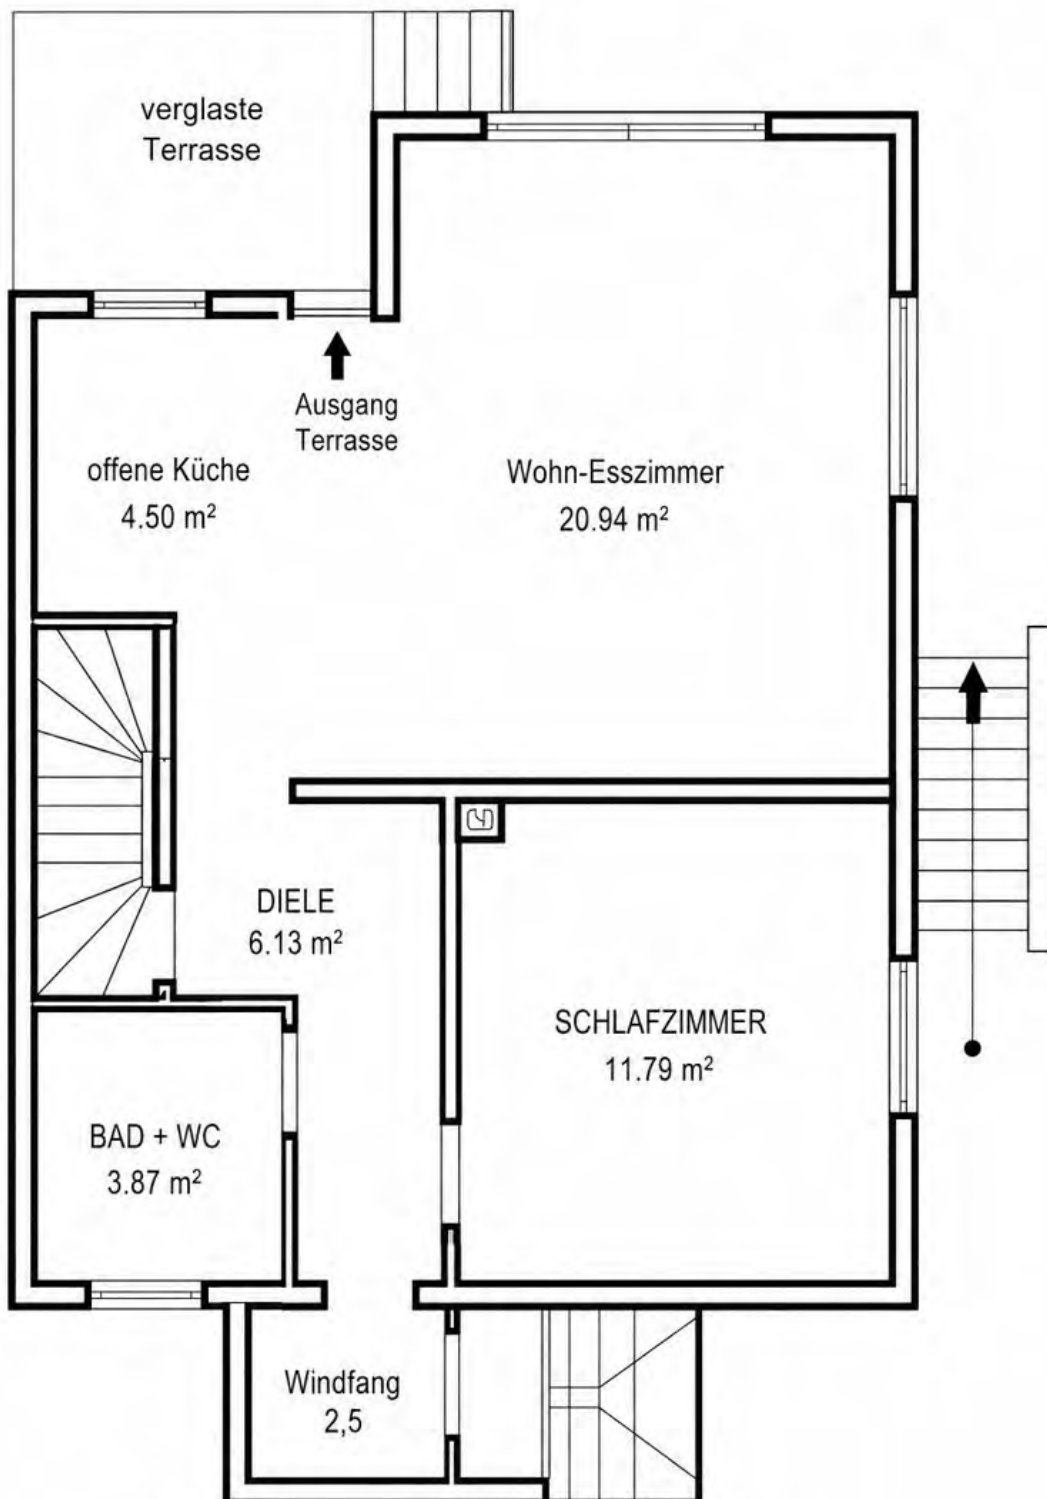 verglaste
Terrasse
Ausgang
Terrasse
offene Küche
4.50 m²
Wohn-Esszimmer
20.94 m²
DIELE
6.13 m²
SCHLAFZIMMER
11.79 m²
BAD + WC
3.87 m²
Windfang
2,5